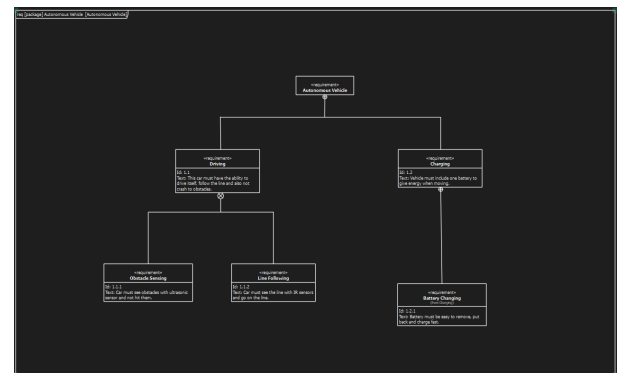 req [package] Autonomous Vehicle [Autonomous Vehicle]
«requirement»
Autonomous Vehicle
«requirement»
Driving
Id: 1.1
Text: This car must have the ability to
drive itself, follow the line and also not
crash to obstacles.
«requirement»
Charging
Id: 1.2
Text: Vehicle must include one battery to
give energy when moving.
«requirement»
Obstacle Sensing
Id: 1.1.1
Text: Car must see obstacles with ultrasonic
sensor and not hit them.
«requirement»
Line Following
Id: 1.1.2
Text: Car must see the line with IR sensors
and go on the line.
«requirement»
Battery Changing
Id: 1.2.1
Text: Battery must be easy to remove, put
back and charge fast.